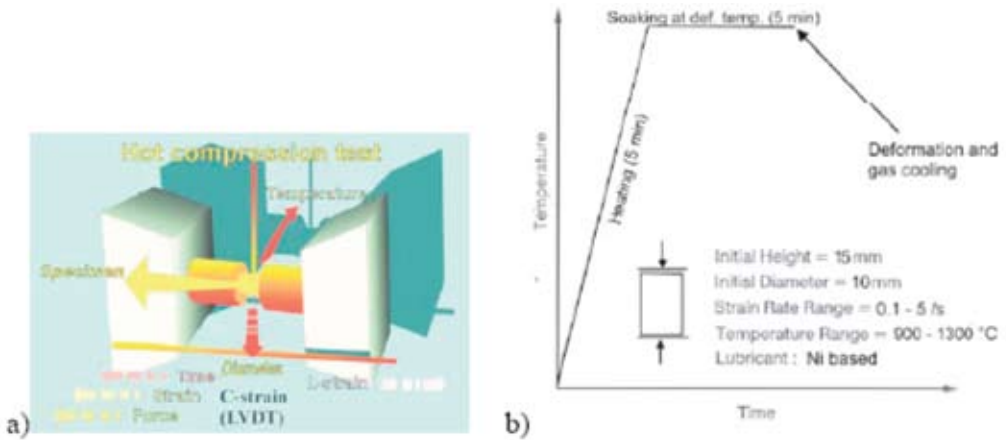 Hot compression test
Temperature
Specimen
Diameter
Time
L-strain
Strain
C-strain
(LVDT)
Force
a)
Soaking at def. temp. (5 min)
Temperature
Heating (5 min)
Deformation and
gas cooling
Initial Height = 15mm
Initial Diameter = 10mm
Strain Rate Range = 0.1 - 5 /s
Temperature Range = 900 - 1300 °C
Lubricant : Ni based
Time
b)